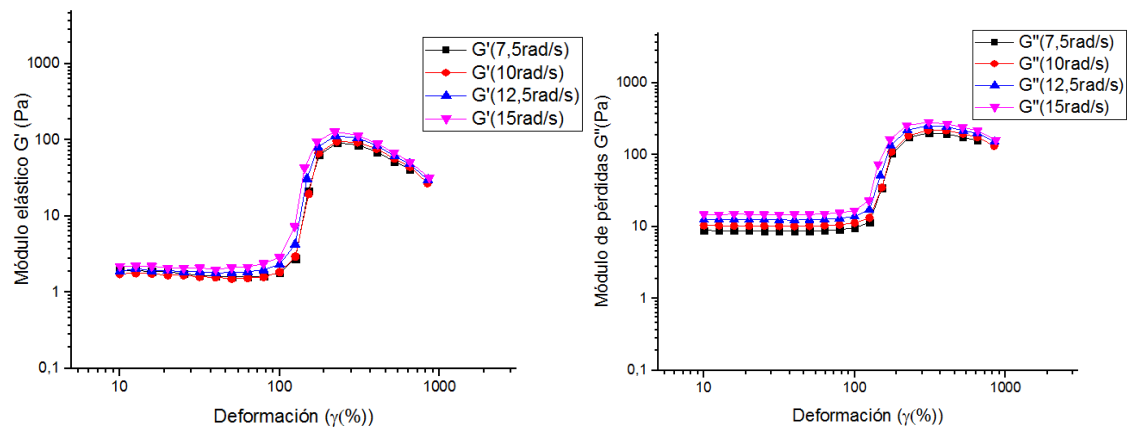 G'(7,5rad/s)
G'(10rad/s)
G'(12,5rad/s)
G'(15rad/s)
Módulo elástico G' (Pa)
1000
100
10
1
0,1
10
100
1000
Deformación (γ(%))
G''(7,5rad/s)
G''(10rad/s)
G''(12,5rad/s)
G''(15rad/s)
Módulo de pérdidas G''(Pa)
1000
100
10
1
0,1
10
100
1000
Deformación (γ(%))